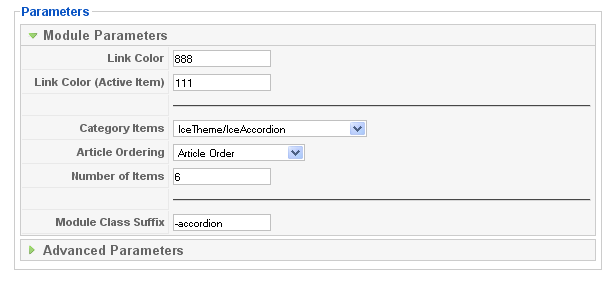 Parameters
Module Parameters
Link Color 888
Link Color (Active Item) 111
Category Items IceTheme/IceAccordion
Article Ordering Article Order
Number of Items 6
Module Class Suffix -accordion
Advanced Parameters